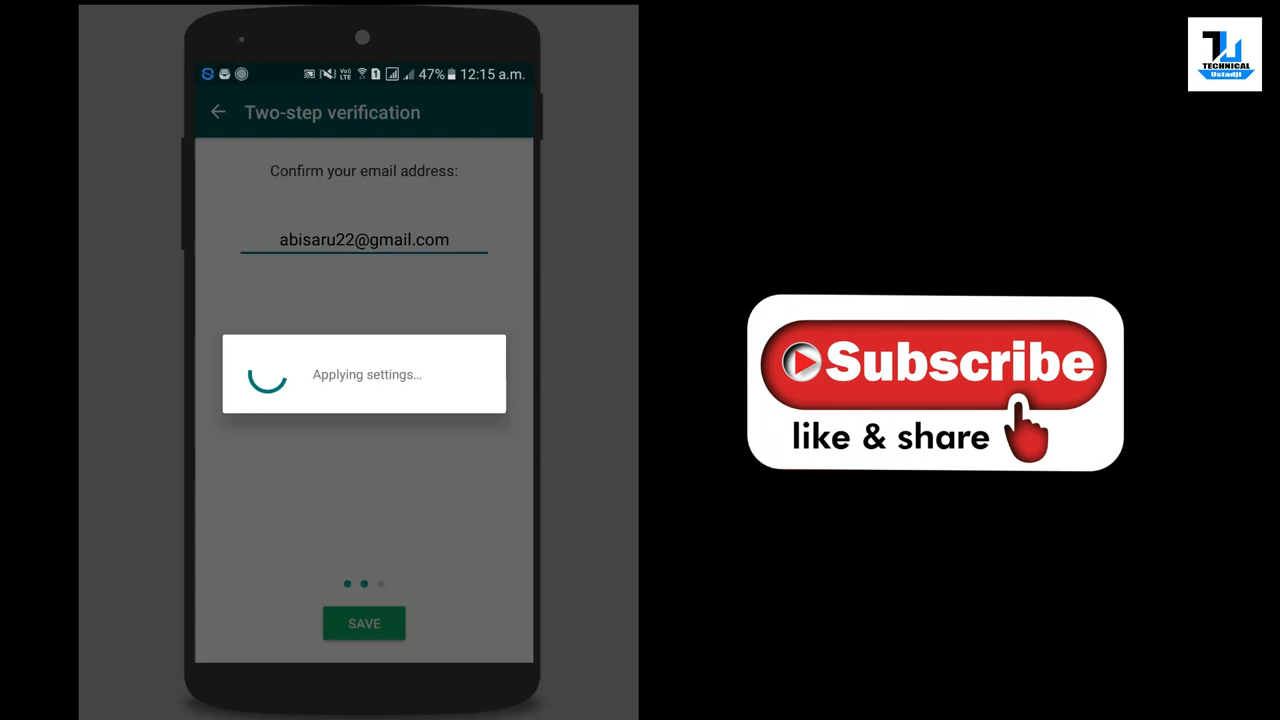 47% 12:15 a.m.
Two-step verification
Confirm your email address:
abisaru22@gmail.com
Applying settings...
SAVE
Subscribe
like & share
TU
TECHNICAL
Ustadji